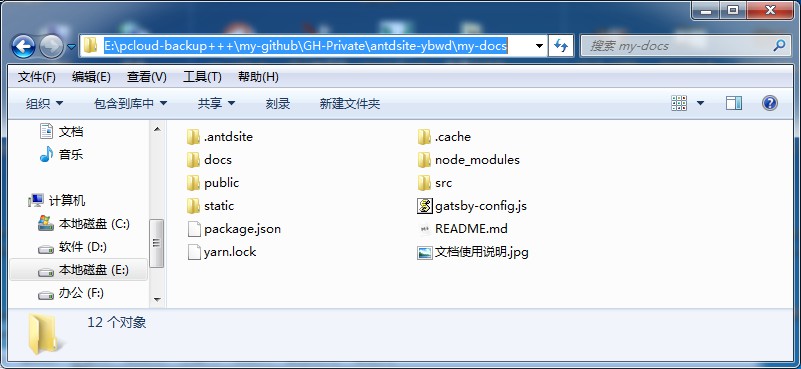 E:\pcloud-backup+++\my-github\GH-Private\antdsite-ybwd\my-docs
搜索 my-docs
文件(F) 编辑(E) 查看(V) 工具(T) 帮助(H)
组织 包含到库中 共享 刻录 新建文件夹
文档
音乐
计算机
本地磁盘 (C:)
软件 (D:)
本地磁盘 (E:)
办公 (F:)
.antdsite
.cache
docs
node_modules
public
src
static
gatsby-config.js
package.json
README.md
yarn.lock
文档使用说明.jpg
12 个对象